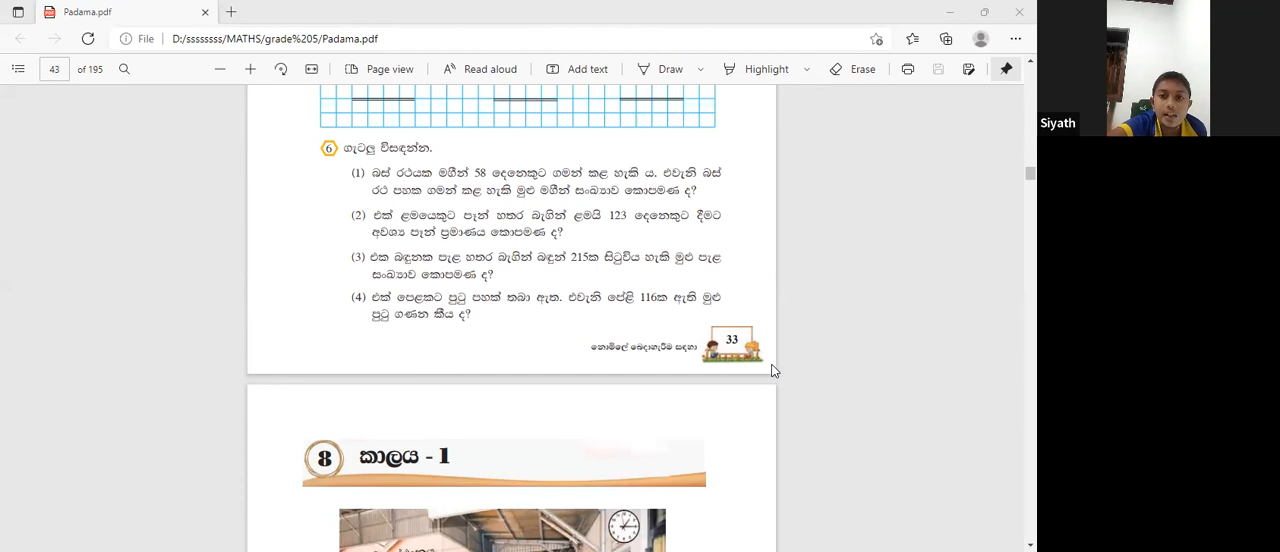 Padama.pdf
File D:/ssssssss/MATHS/grade%205/Padama.pdf
43 of 195 Page view Read aloud Add text Draw Highlight Erase
6 ගැටලු විසඳන්න.
(1) බස් රථයක මගීන් 58 දෙනෙකුට ගමන් කළ හැකි ය. එවැනි බස්
රථ පහක ගමන් කළ හැකි මුළු මගීන් සංඛ්‍යාව කොපමණ ද?
(2) එක් ළමයෙකුට පෑන් හතර බැගින් ළමයි 123 දෙනෙකුට දීමට
අවශ්‍ය පෑන් ප්‍රමාණය කොපමණ ද?
(3) එක බඳුනක පැළ හතර බැගින් බඳුන් 215ක සිටුවිය හැකි මුළු පැළ
සංඛ්‍යාව කොපමණ ද?
(4) එක් පෙළකට පුටු පහක් තබා ඇත. එවැනි පේළි 116ක ඇති මුළු
පුටු ගණන කීය ද?
නොමිලේ බෙදාහැරීම සඳහා 33
8 කාලය - 1
Siyath